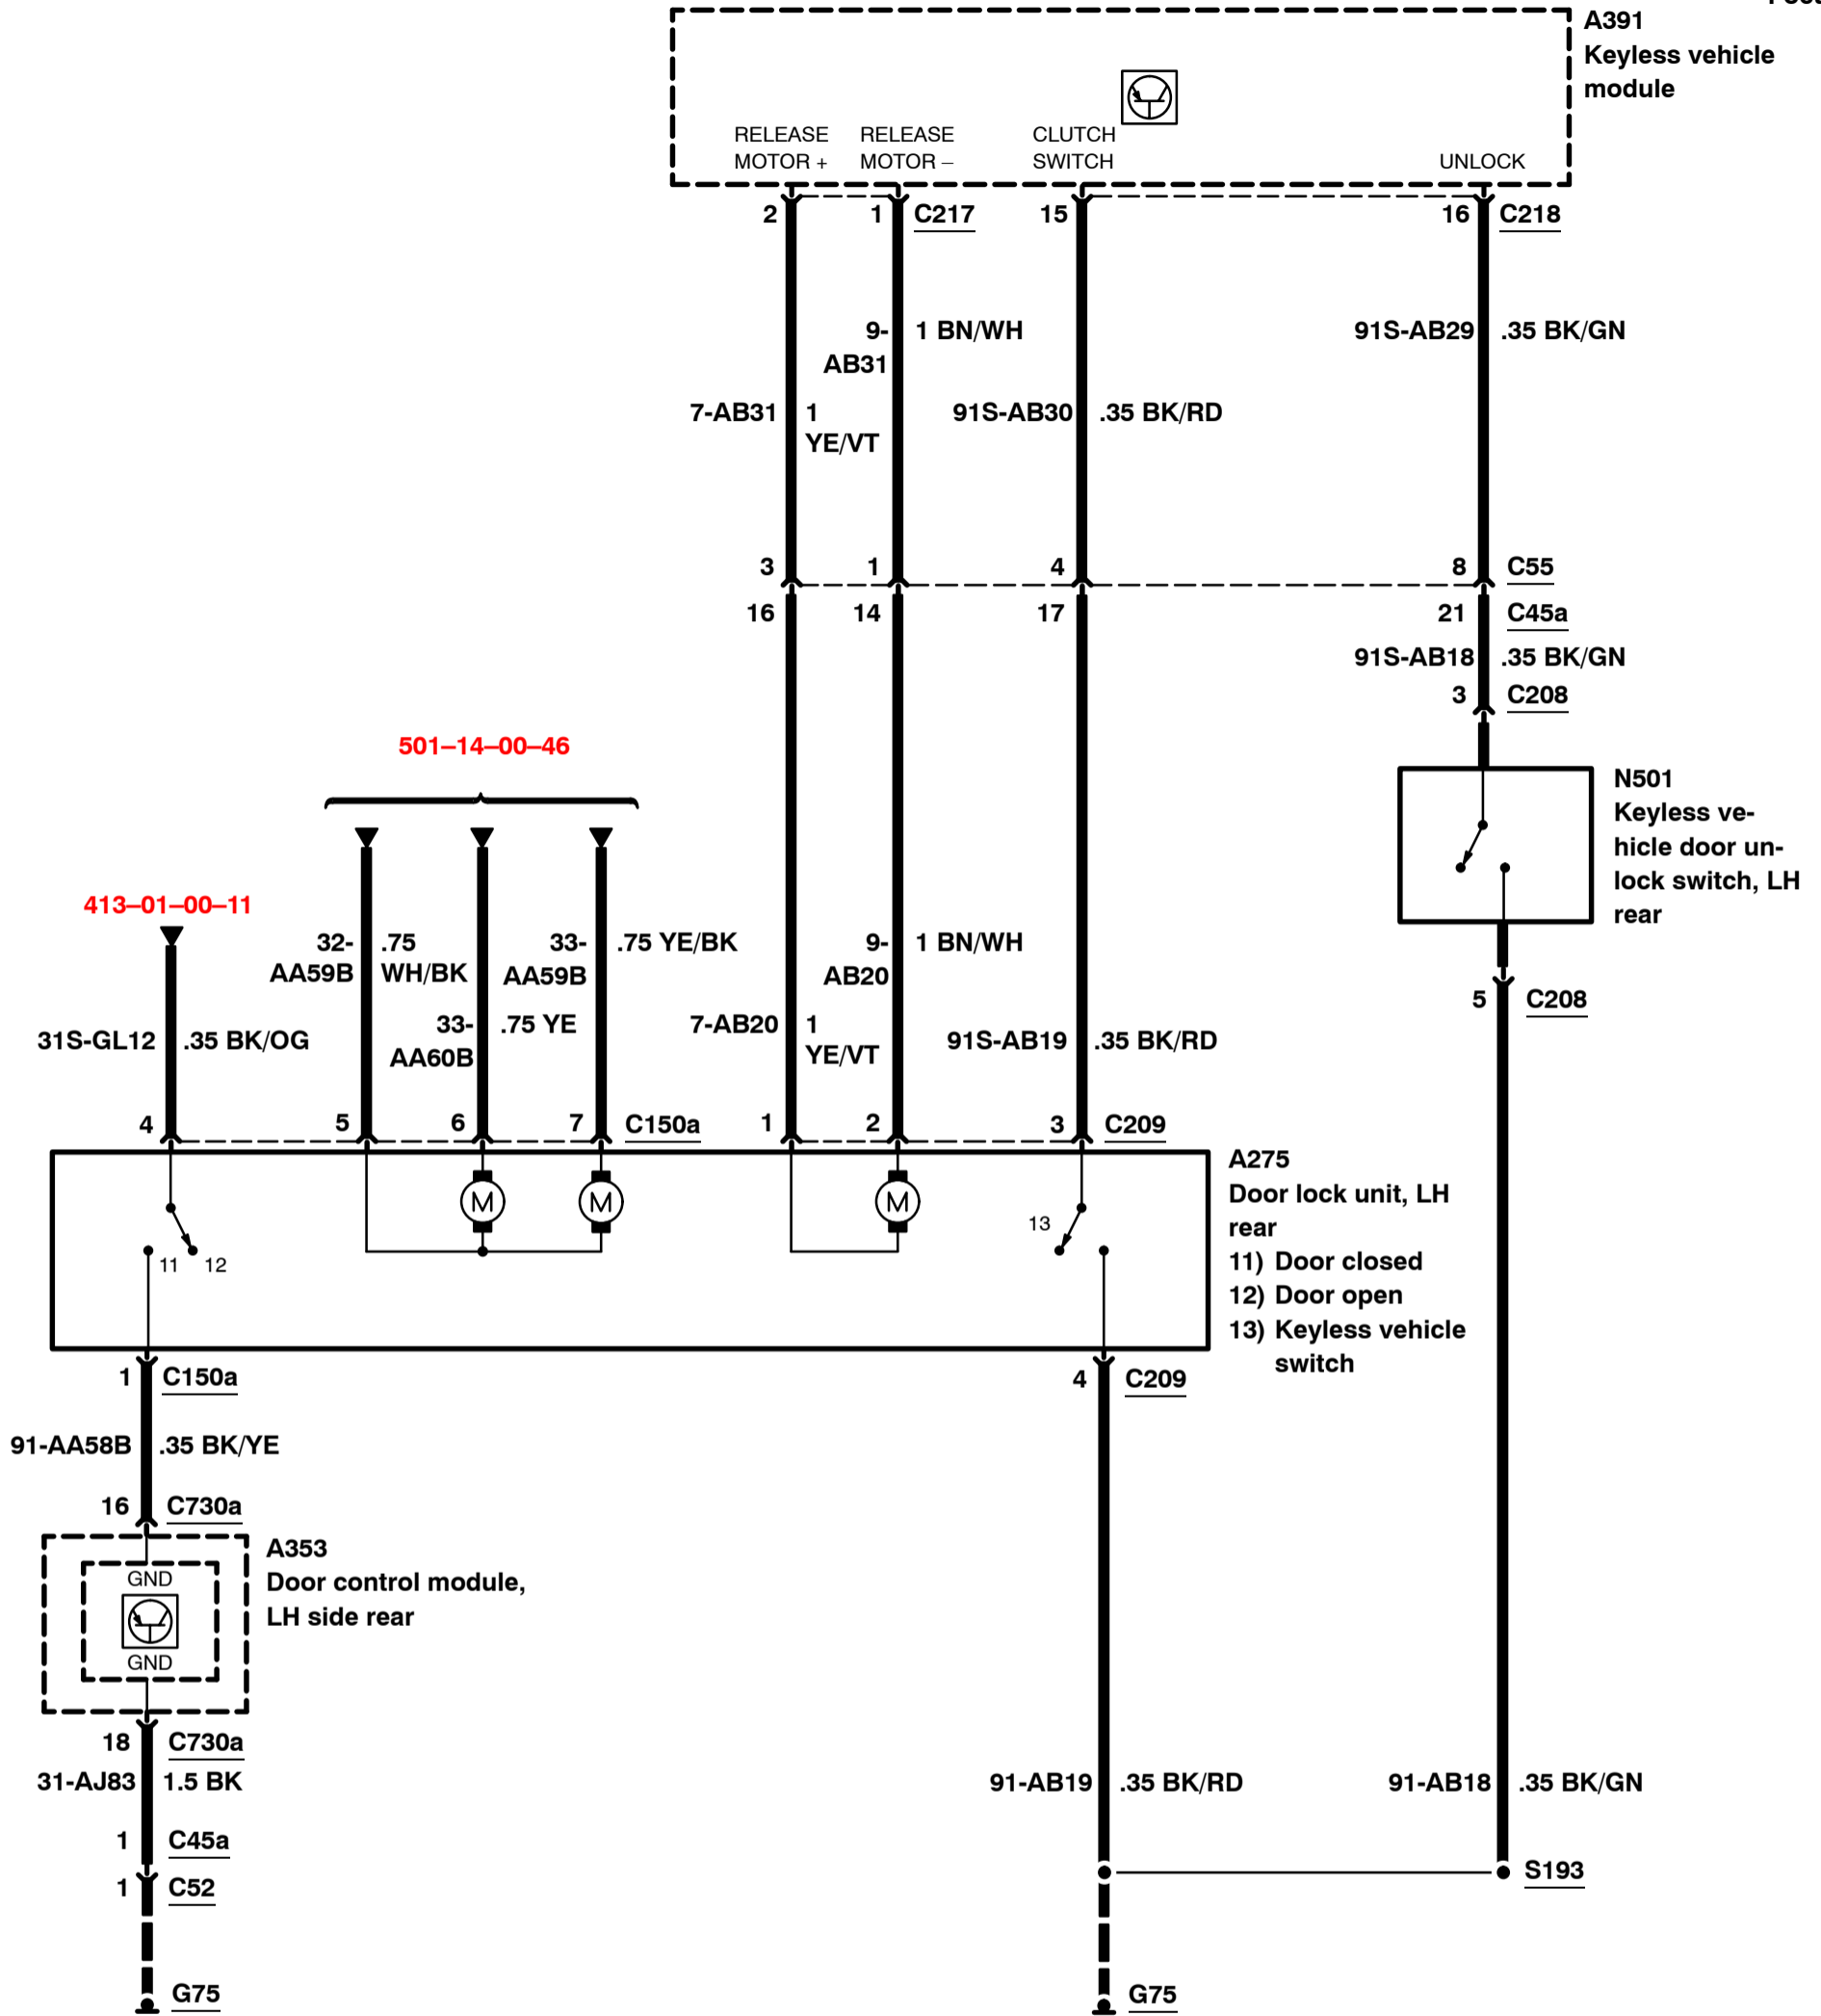 A391
Keyless vehicle
module
RELEASE RELEASE CLUTCH
MOTOR + MOTOR – SWITCH UNLOCK
2 1 C217 15 16 C218
9- 1 BN/WH 91S-AB29 .35 BK/GN
AB31
7-AB31 1 91S-AB30 .35 BK/RD
YE/VT
3 1 4 8 C55
16 14 17 21 C45a
91S-AB18 .35 BK/GN
3 C208
501–14–00–46
N501
Keyless ve-
hicle door un-
lock switch, LH
rear
413–01–00–11
32- .75 33- .75 YE/BK 9- 1 BN/WH
AA59B WH/BK AA59B AB20
5 C208
33- .75 YE 7-AB20 1
31S-GL12 .35 BK/OG AA60B YE/VT 91S-AB19 .35 BK/RD
4 5 6 7 C150a 1 2 3 C209
A275
Door lock unit, LH
rear
11) Door closed
12) Door open
13) Keyless vehicle
switch
M M M
13
11 12
1 C150a 4 C209
91-AA58B .35 BK/YE
16 C730a
A353
Door control module,
LH side rear
GND
GND
18 C730a
31-AJ83 1.5 BK 91-AB19 .35 BK/RD 91-AB18 .35 BK/GN
1 C45a
S193
1 C52
G75 G75